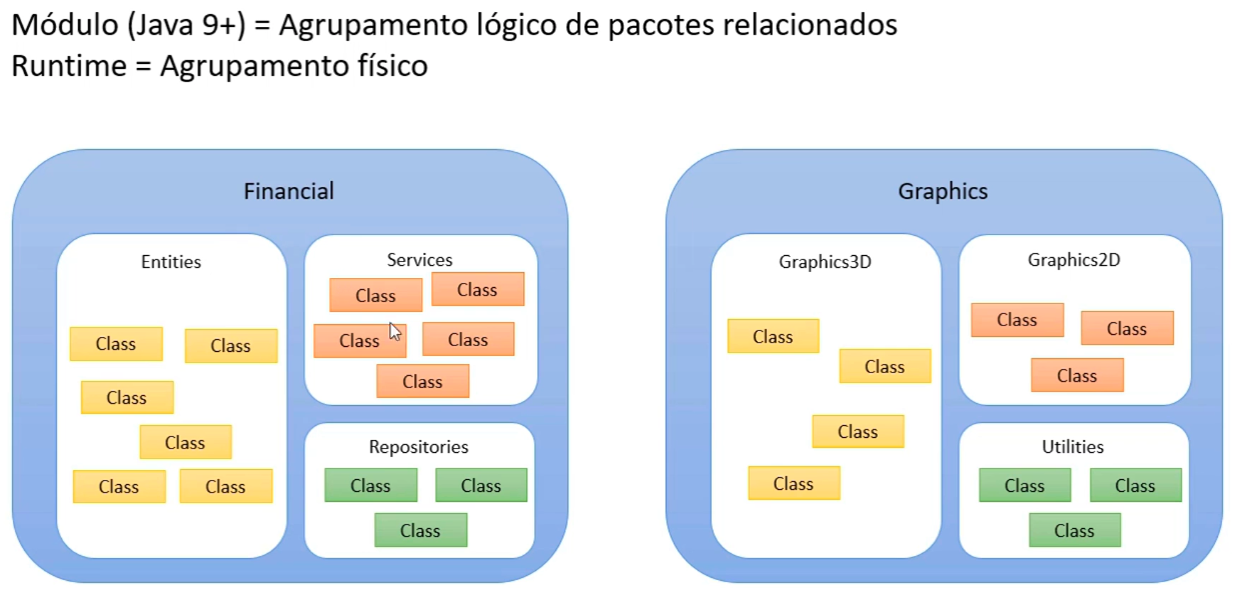 Módulo (Java 9+) = Agrupamento lógico de pacotes relacionados
Runtime = Agrupamento físico
Financial
Entities
Class
Class
Class
Class
Class
Class
Services
Class
Class
Class
Class
Class
Repositories
Class
Class
Class
Graphics
Graphics3D
Class
Class
Class
Class
Graphics2D
Class
Class
Class
Utilities
Class
Class
Class